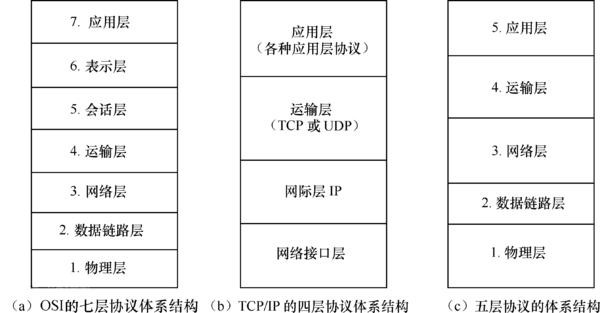 7. 应用层
6. 表示层
5. 会话层
4. 运输层
3. 网络层
2. 数据链路层
1. 物理层
(a) OSI的七层协议体系结构
应用层
(各种应用层协议)
运输层
(TCP 或 UDP)
网际层 IP
网络接口层
(b) TCP/IP 的四层协议体系结构
5. 应用层
4. 运输层
3. 网络层
2. 数据链路层
1. 物理层
(c) 五层协议的体系结构